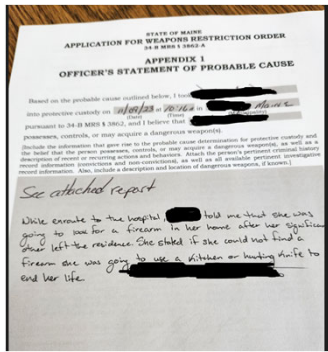 STATE OF MAINE
APPLICATION FOR WEAPONS RESTRICTION ORDER
34-B MRS § 3862-A
APPENDIX 1
OFFICER'S STATEMENT OF PROBABLE CAUSE
Based on the probable cause outlined below, I took
into protective custody on at in
(Date) (Time)
pursuant to 34-B MRS § 3862, and I believe that
possesses, controls, or may acquire a dangerous weapon(s).
(Include the information that gave rise to the probable cause determination for protective custody and
the belief that the person possesses, controls, or may acquire a dangerous weapon(s), as well as a
description of recent or recurring actions and behaviors. Attach the person's pertinent criminal history
record information (convictions and non-convictions), as well as all available pertinent investigative
record information. Also, include a description and location of dangerous weapons, if known.)
See attached report
While enroute to the hospital, told me that she was
going to look for a firearm in her home after her significant
other left the residence. She stated if she could not find a
firearm she was going to use a kitchen or hunting knife to
end her life.